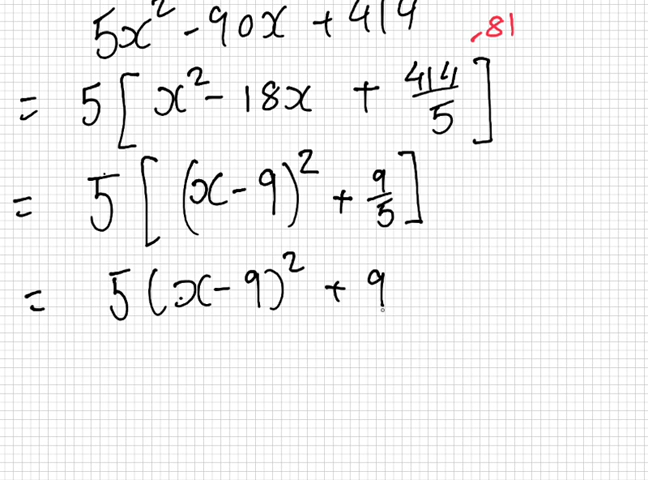 5x² - 90x + 414
-81
= 5[x² - 18x + 414/5]
= 5[(x - 9)² + 9/5]
= 5(x - 9)² + 9